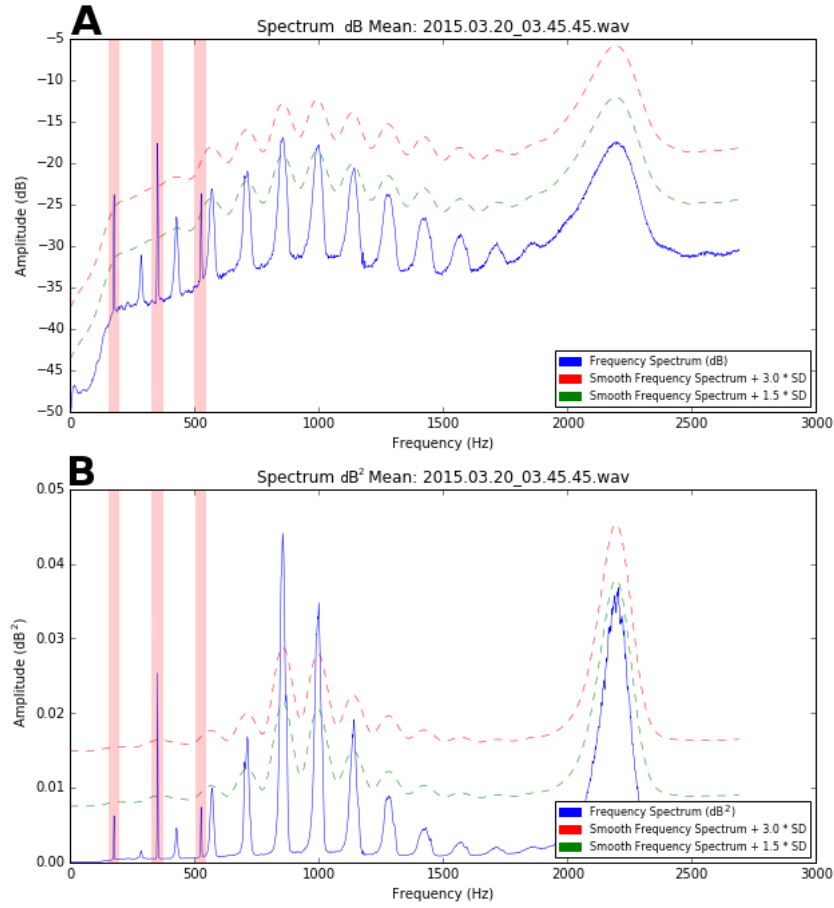 A
Spectrum dB Mean: 2015.03.20_03.45.45.wav
−5
−10
−15
−20
−25
−30
−35
−40
−45
−50
Amplitude (dB)
Frequency Spectrum (dB)
Smooth Frequency Spectrum + 3.0 * SD
Smooth Frequency Spectrum + 1.5 * SD
0 500 1000 1500 2000 2500 3000
Frequency (Hz)
B
Spectrum dB² Mean: 2015.03.20_03.45.45.wav
0.05
0.04
0.03
0.02
0.01
0.00
Amplitude (dB²)
Frequency Spectrum (dB²)
Smooth Frequency Spectrum + 3.0 * SD
Smooth Frequency Spectrum + 1.5 * SD
0 500 1000 1500 2000 2500 3000
Frequency (Hz)